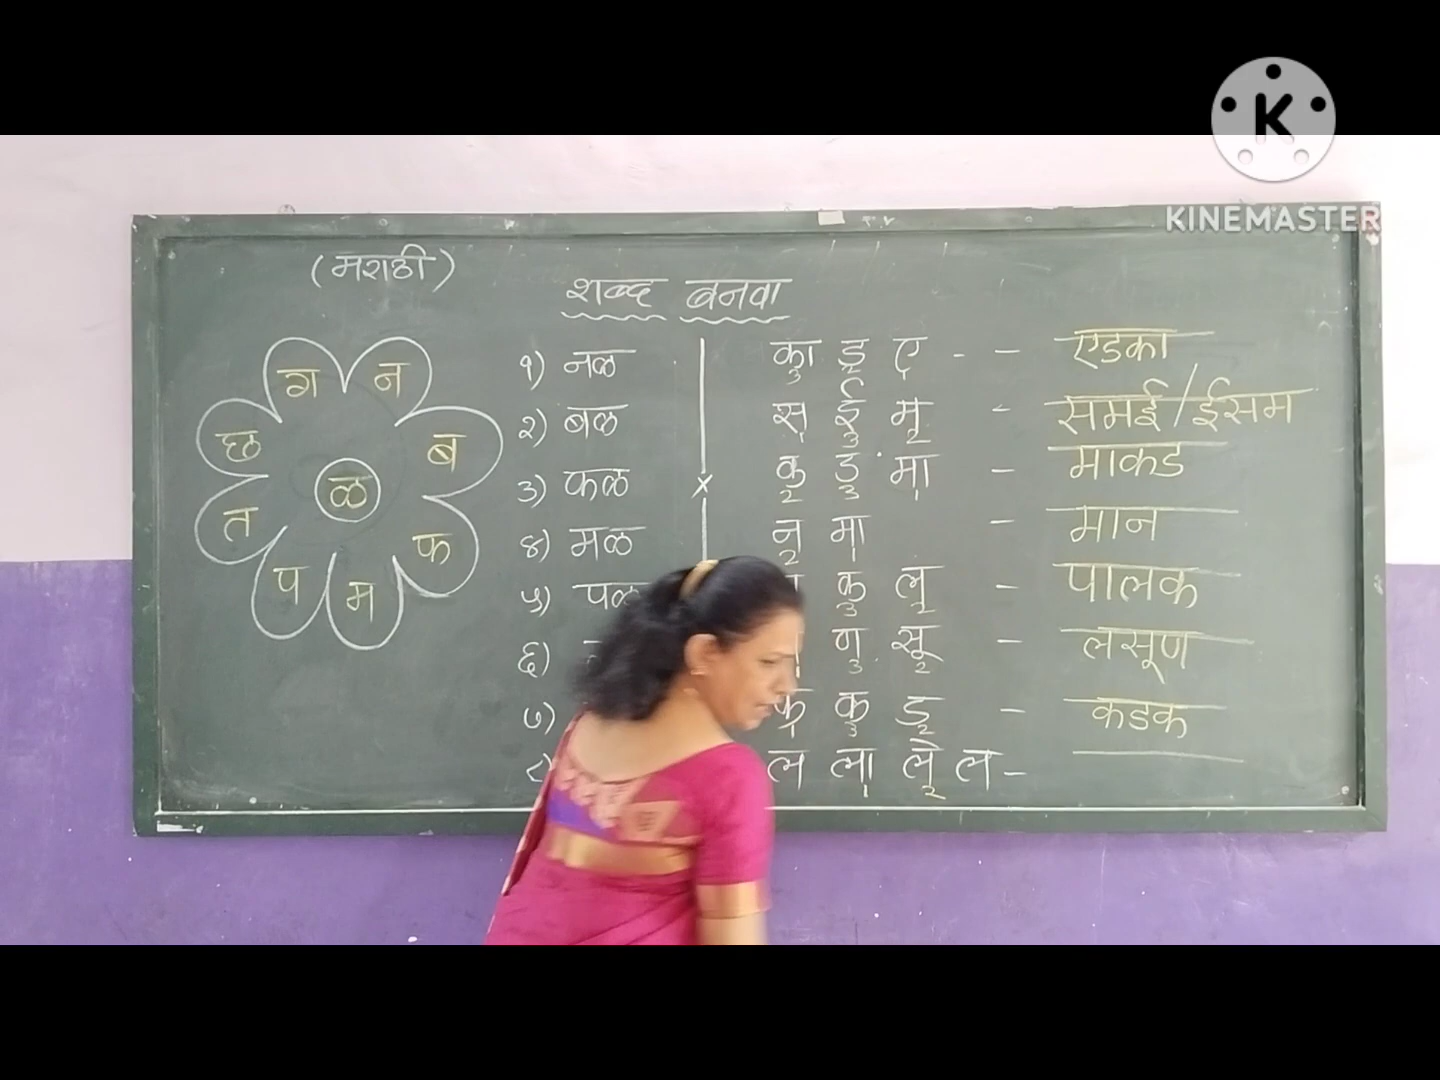 KINEMASTER
(मराठी)
शब्द बनवा
ग न
छ ब
ळ
त फ
प म
१) नळ
२) बळ
३) फळ
४) मळ
५) पळ
६)
७)
का ड ए - - एडका
स ई म - समई/ईसम
क ड मा - माकड
न मा - मान
क ल - पालक
ण सू - लसूण
क क ड - कडक
ल ला ले ल -